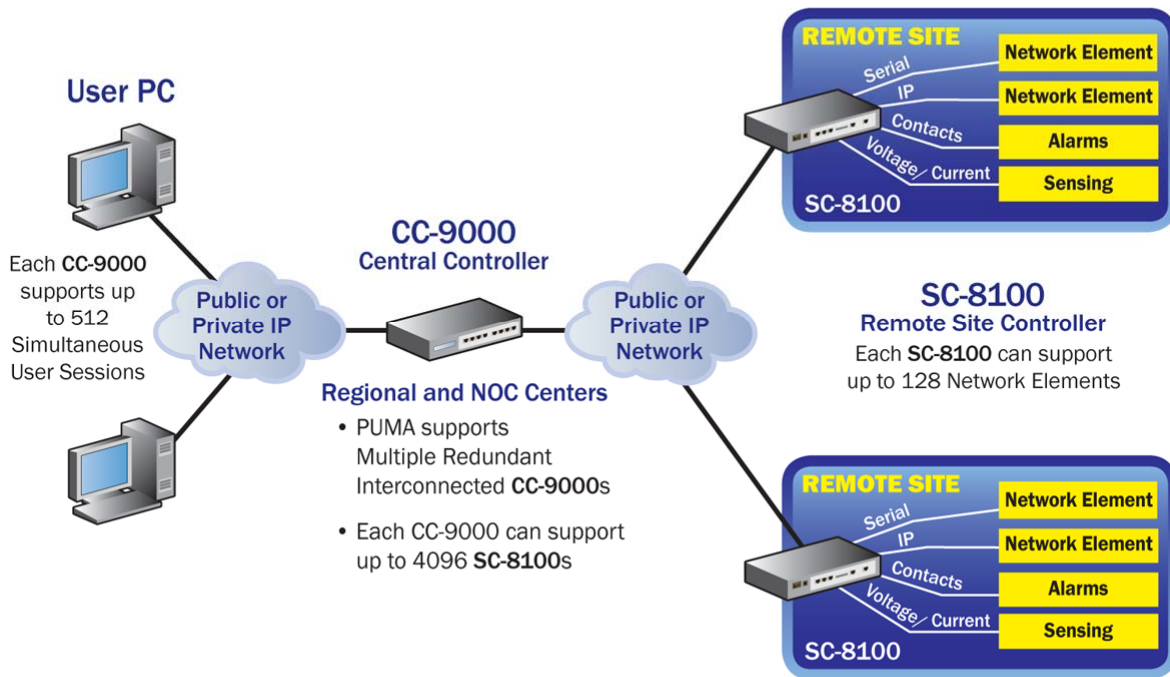 User PC
Each CC-9000
supports up
to 512
Simultaneous
User Sessions
Public or
Private IP
Network
CC-9000
Central Controller
Regional and NOC Centers
• PUMA supports
Multiple Redundant
Interconnected CC-9000s
• Each CC-9000 can support
up to 4096 SC-8100s
Public or
Private IP
Network
REMOTE SITE
Serial
Network Element
IP
Network Element
Contacts
Alarms
Voltage/Current
Sensing
SC-8100
SC-8100
Remote Site Controller
Each SC-8100 can support
up to 128 Network Elements
REMOTE SITE
Serial
Network Element
IP
Network Element
Contacts
Alarms
Voltage/Current
Sensing
SC-8100